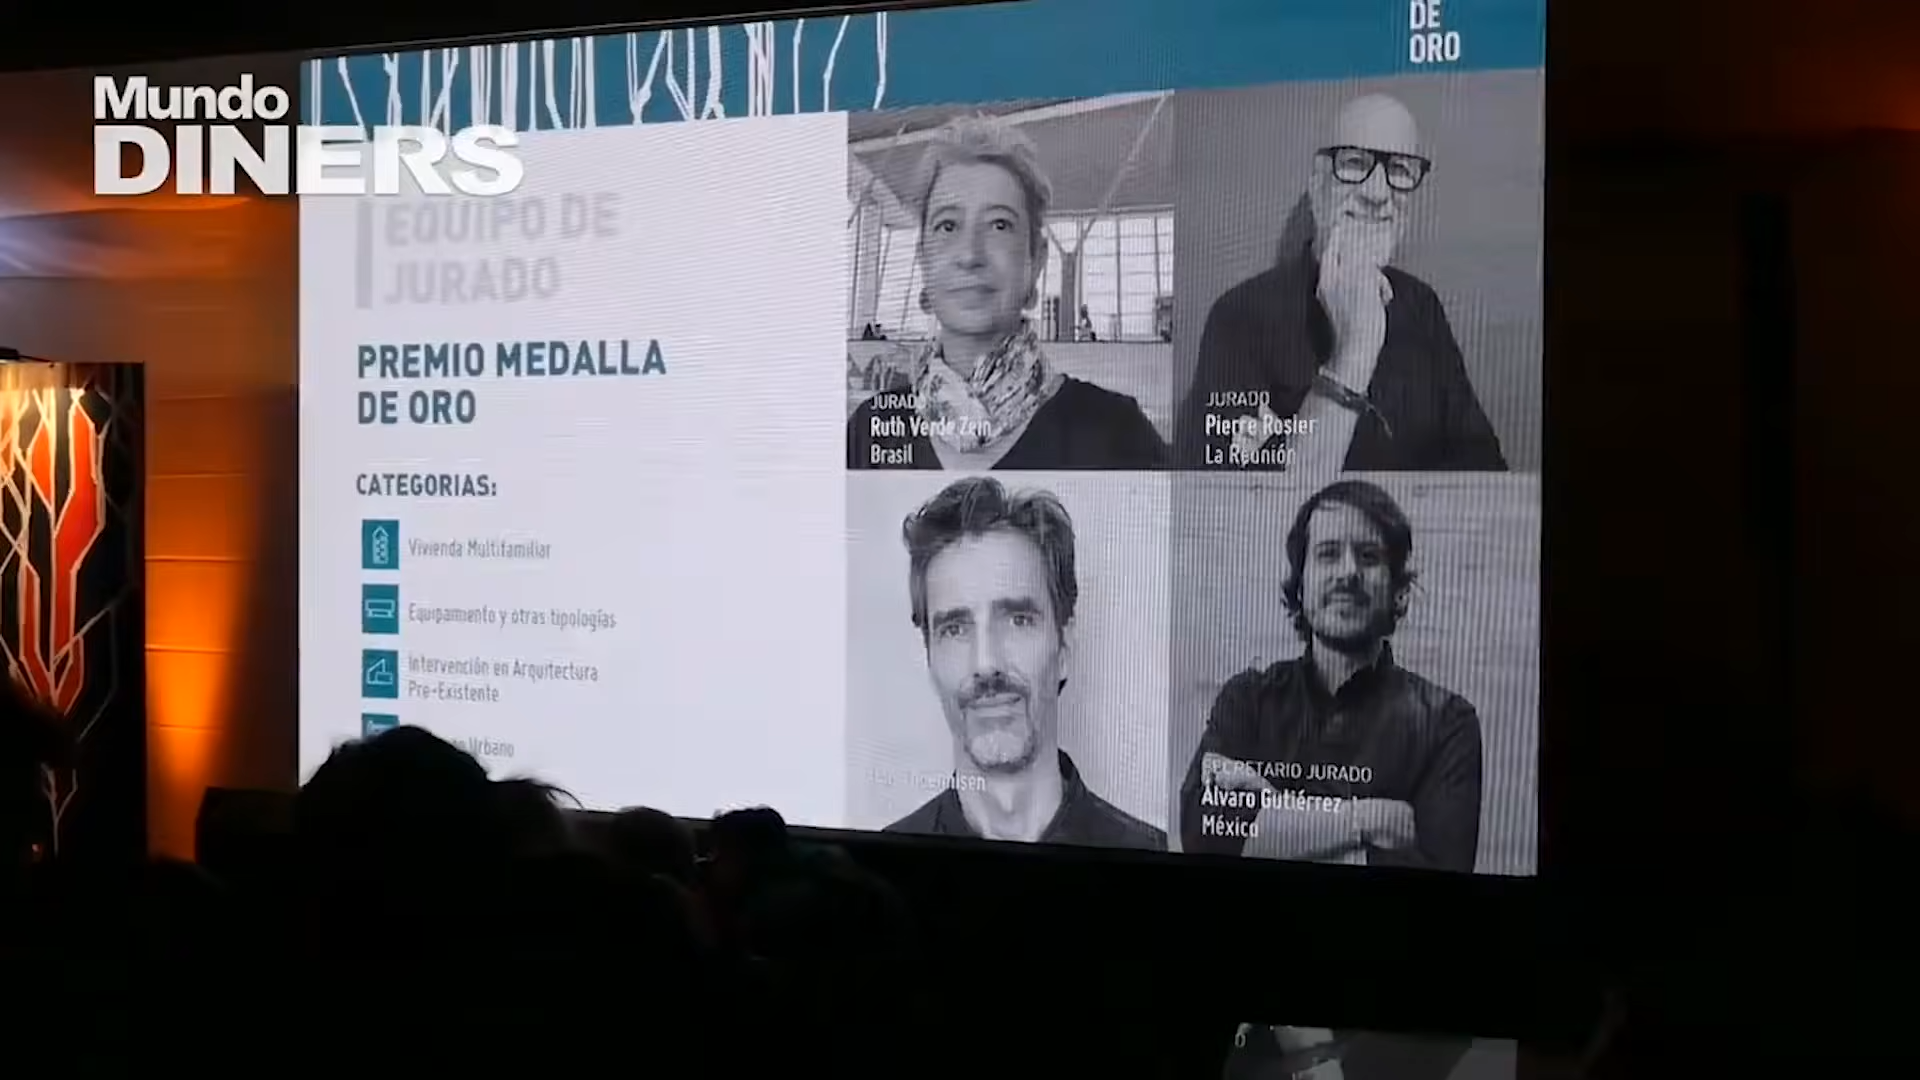 Mundo
DINERS
DE
ORO
EQUIPO DE
JURADO
PREMIO MEDALLA
DE ORO
CATEGORIAS:
Vivienda Multifamiliar
Equipamiento y otras tipologías
Intervención en Arquitectura
Pre-Existente
Urbano
JURADO
Ruth Verde Zein
Brasil
JURADO
Pierre Rosier
La Reunión
SECRETARIO JURADO
Álvaro Gutiérrez
México